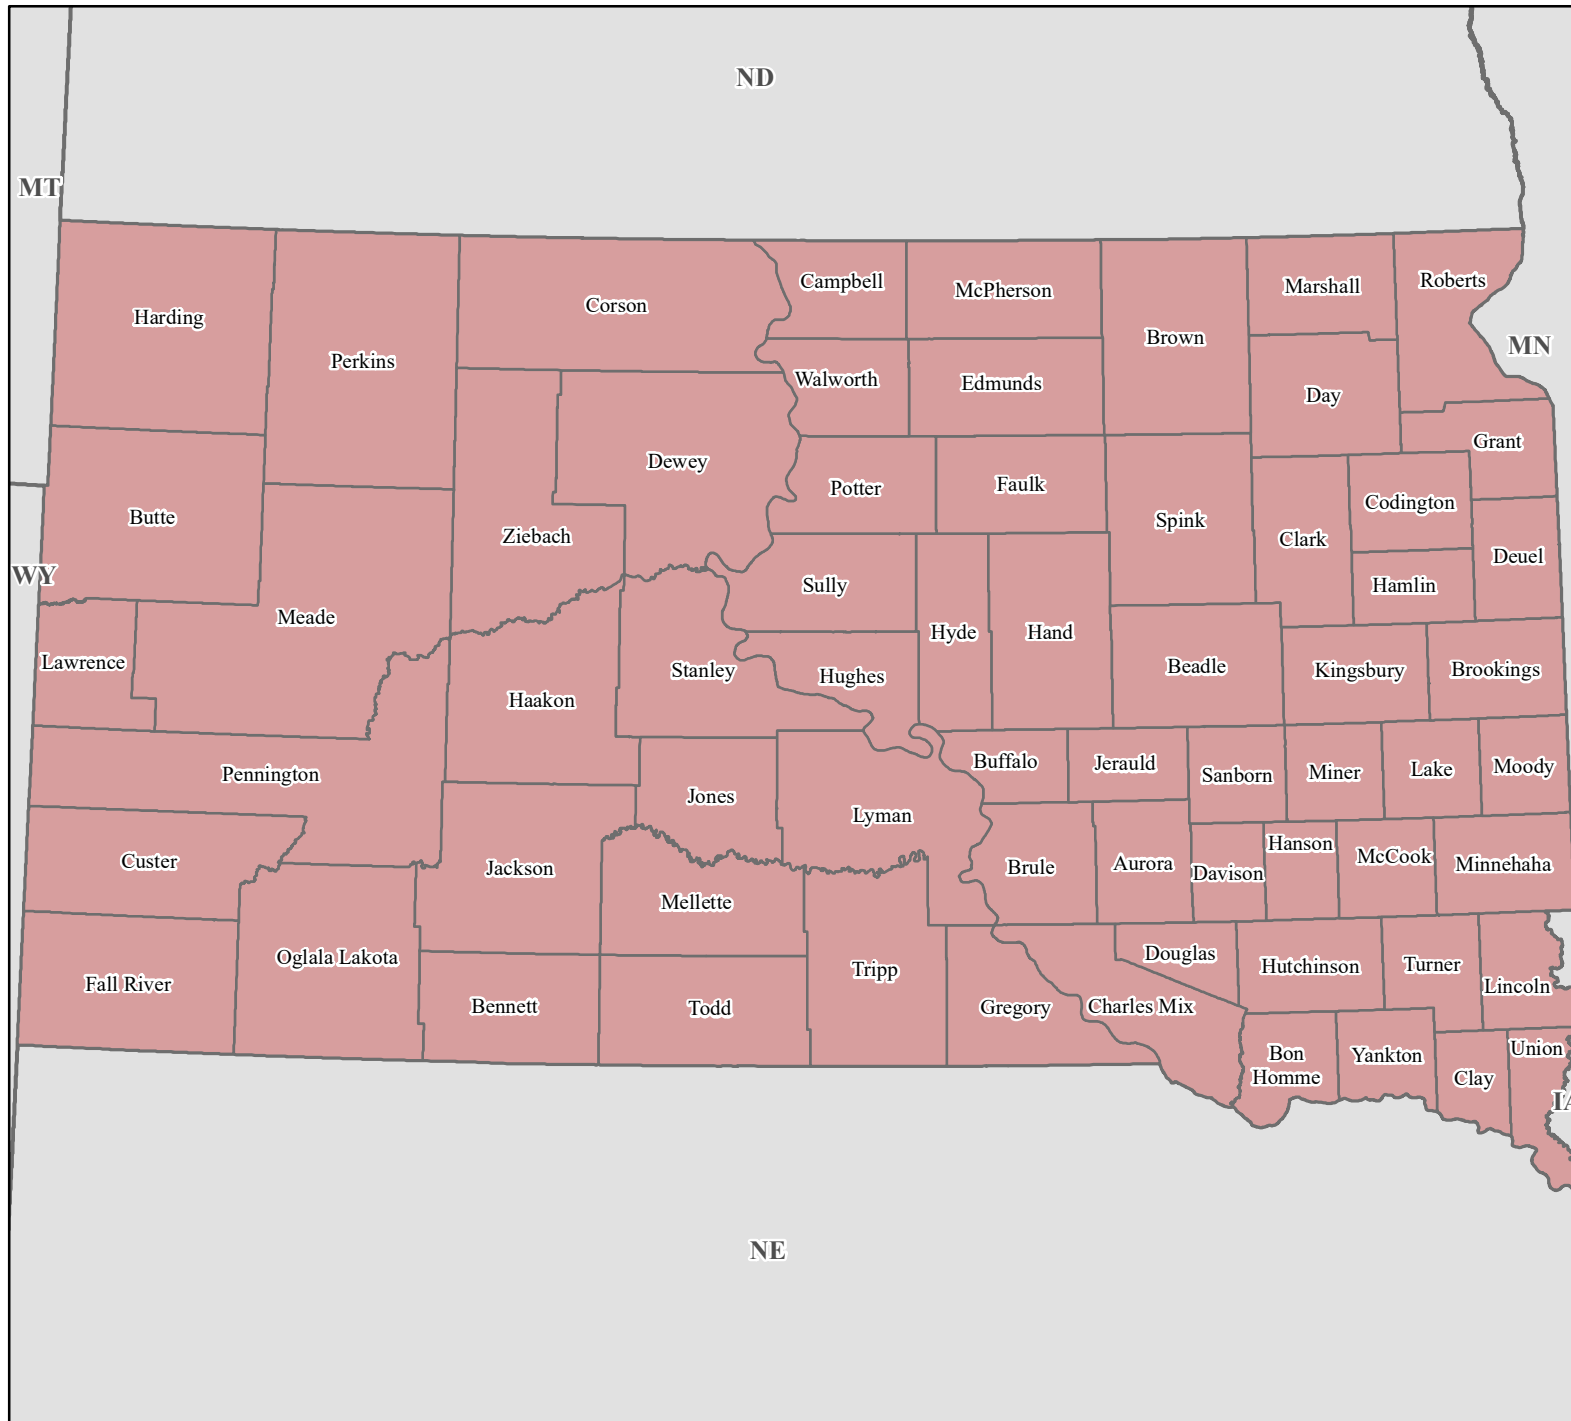 ND
MT
Campbell
McPherson
Marshall
Roberts
Harding
Corson
Brown
MN
Perkins
Walworth
Edmunds
Day
Grant
Dewey
Potter
Faulk
Codington
Butte
Spink
Ziebach
Clark
Deuel
WY
Sully
Hamlin
Meade
Hyde
Hand
Lawrence
Stanley
Hughes
Beadle
Kingsbury
Brookings
Haakon
Pennington
Buffalo
Jerauld
Sanborn
Miner
Lake
Moody
Jones
Lyman
Hanson
Custer
Jackson
Brule
Aurora
Davison
McCook
Minnehaha
Mellette
Oglala Lakota
Tripp
Douglas
Hutchinson
Turner
Fall River
Lincoln
Bennett
Todd
Gregory
Charles Mix
Bon
Homme
Yankton
Union
Clay
IA
NE